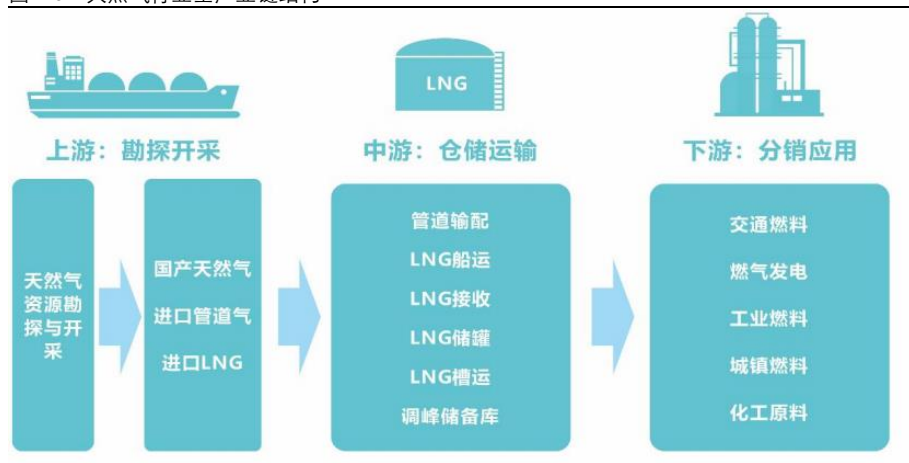 LNG
上游：勘探开采
中游：仓储运输
下游：分销应用
天然气
资源勘
探与开
采
国产天然气
进口管道气
进口LNG
管道输配
LNG船运
LNG接收
LNG储罐
LNG槽运
调峰储备库
交通燃料
燃气发电
工业燃料
城镇燃料
化工原料